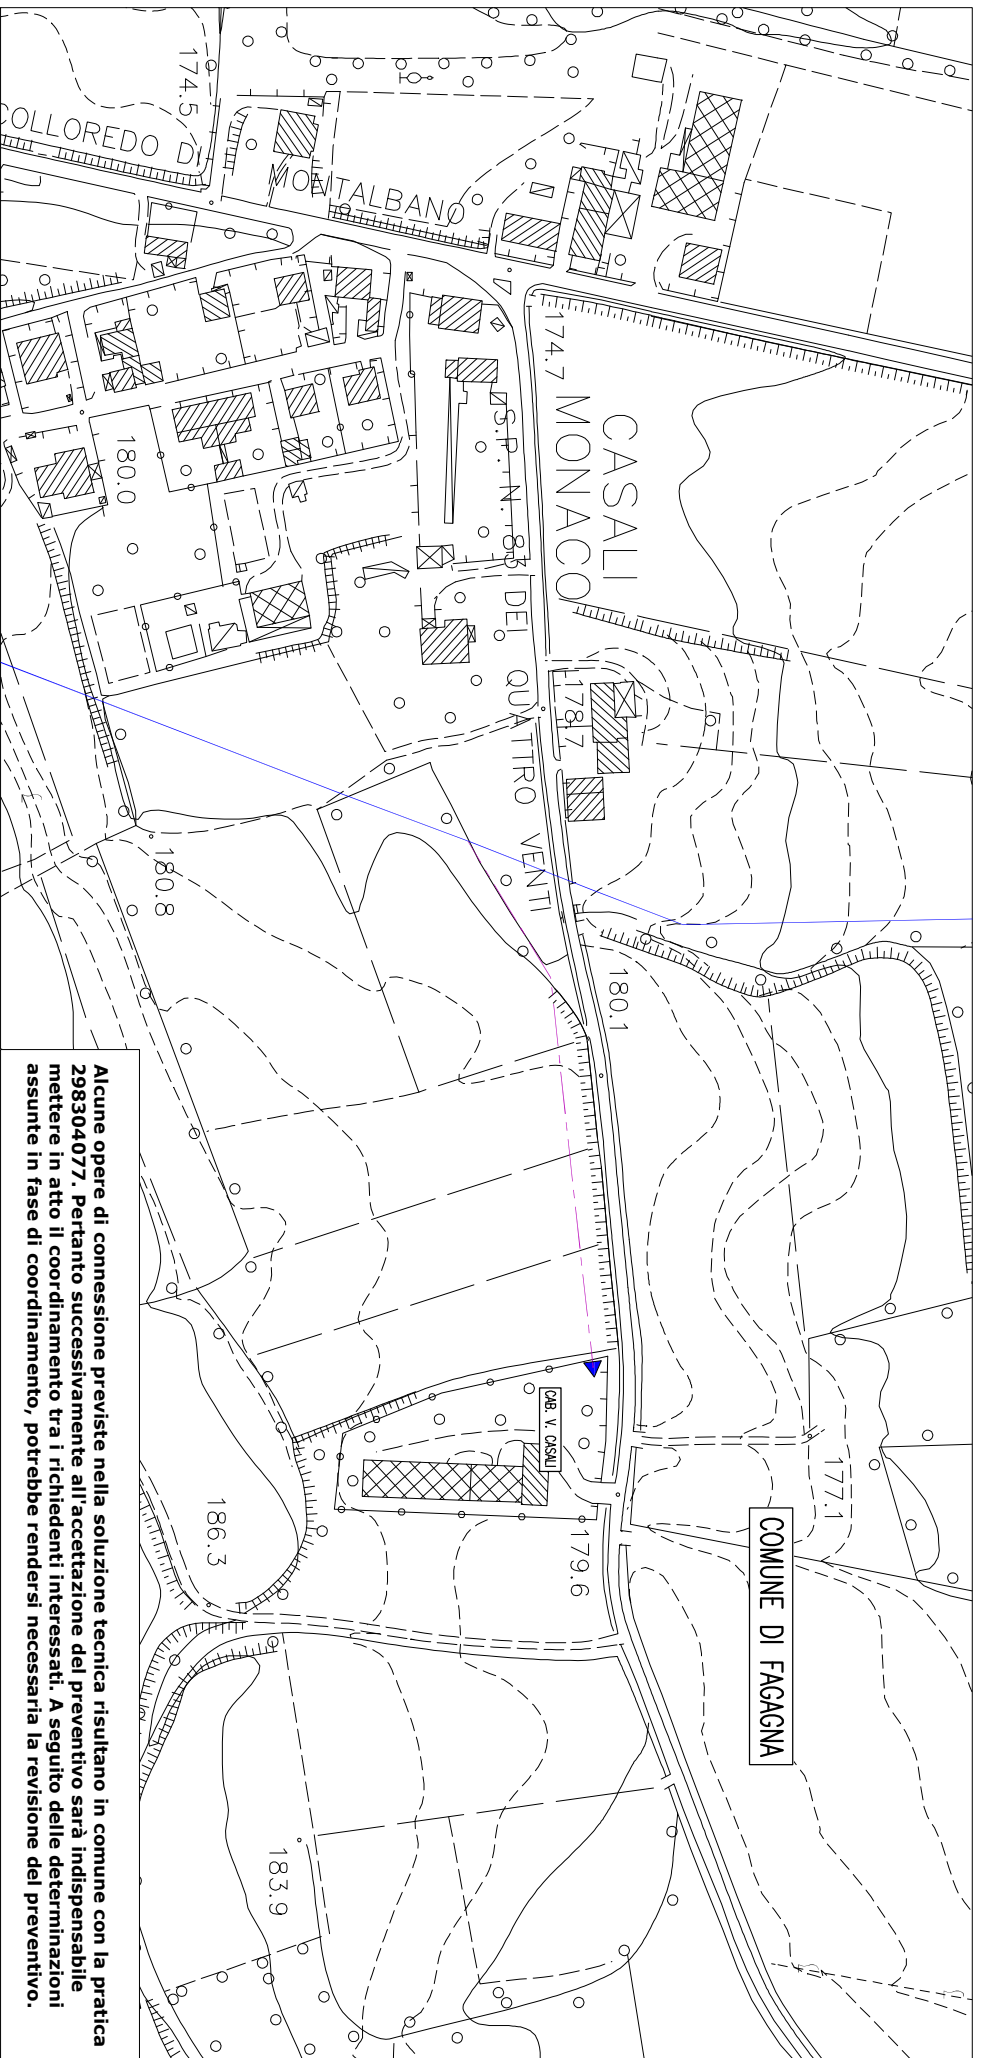 COLLOREDO DI
MONTALBANO
174.5
174.7
CASALI
MONACO
S.P. N. 83 DEI QUATTRO VENTI
180.0
178.7
180.8
180.1
CAB. V. CASALI
177.1
COMUNE DI FAGAGNA
179.6
186.3
183.9
Alcune opere di connessione previste nella soluzione tecnica risultano in comune con la pratica
298304077. Pertanto successivamente all'accettazione del preventivo sarà indispensabile
mettere in atto il coordinamento tra i richiedenti interessati. A seguito delle determinazioni
assunte in fase di coordinamento, potrebbe rendersi necessaria la revisione del preventivo.